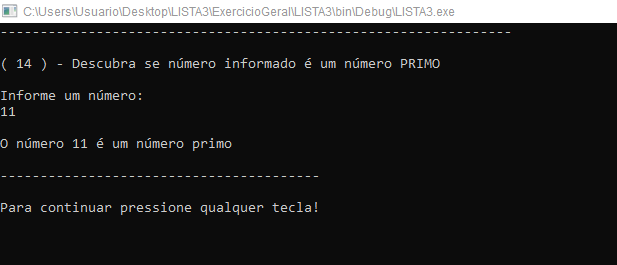 C:\Users\Usuario\Desktop\LISTA3\ExercicioGeral\LISTA3\bin\Debug\LISTA3.exe
----------------------------------------------------------------
( 14 ) - Descubra se número informado é um número PRIMO
Informe um número:
11
O número 11 é um número primo
----------------------------------------
Para continuar pressione qualquer tecla!